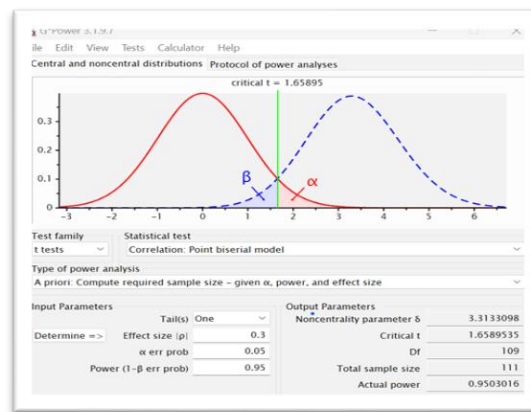 G*Power 3.1.9.7
ile Edit View Tests Calculator Help
Central and noncentral distributions Protocol of power analyses
critical t = 1.65895
0.3
0.2
0.1
0
β
α
-3 -2 -1 0 1 2 3 4 5 6
Test family Statistical test
t tests Correlation: Point biserial model
Type of power analysis
A priori: Compute required sample size – given α, power, and effect size
Input Parameters Output Parameters
Tail(s) One Noncentrality parameter δ 3.3133098
Determine => Effect size |ρ| 0.3 Critical t 1.6589535
α err prob 0.05 Df 109
Power (1-β err prob) 0.95 Total sample size 111
Actual power 0.9503016